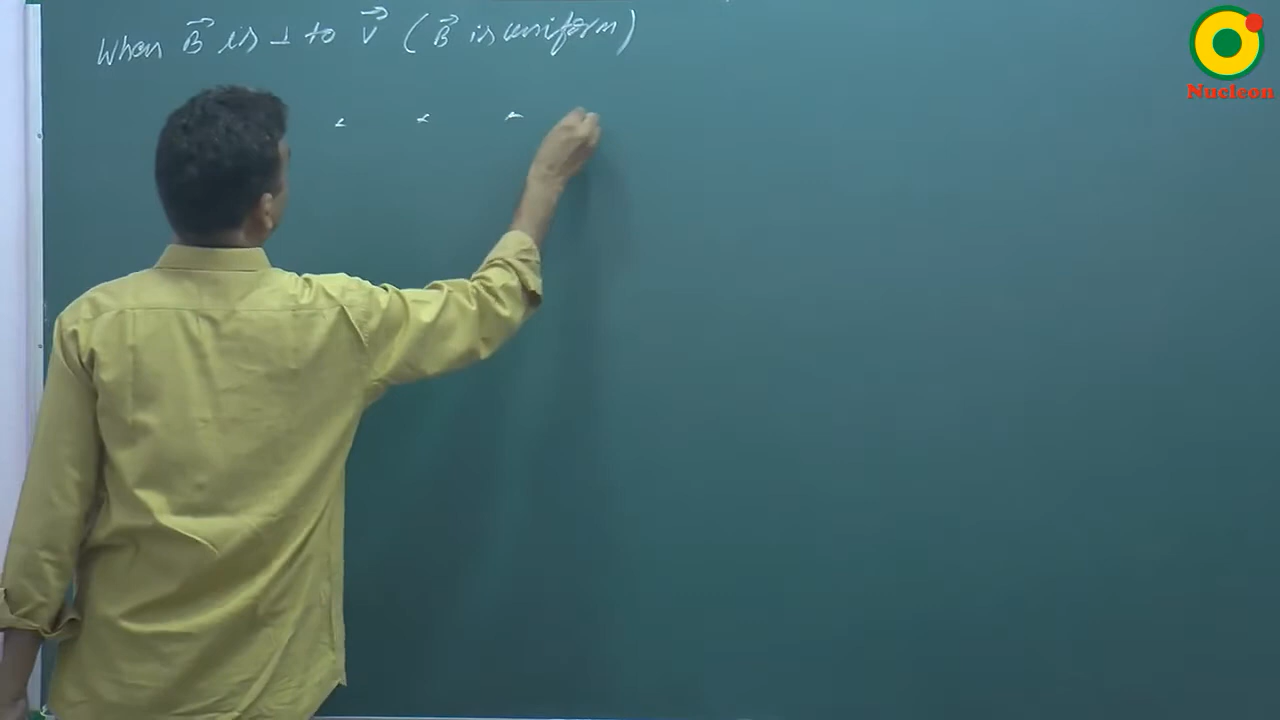 When B⃗ is ⊥ to V⃗ (B⃗ is uniform)
x x x
Nucleon